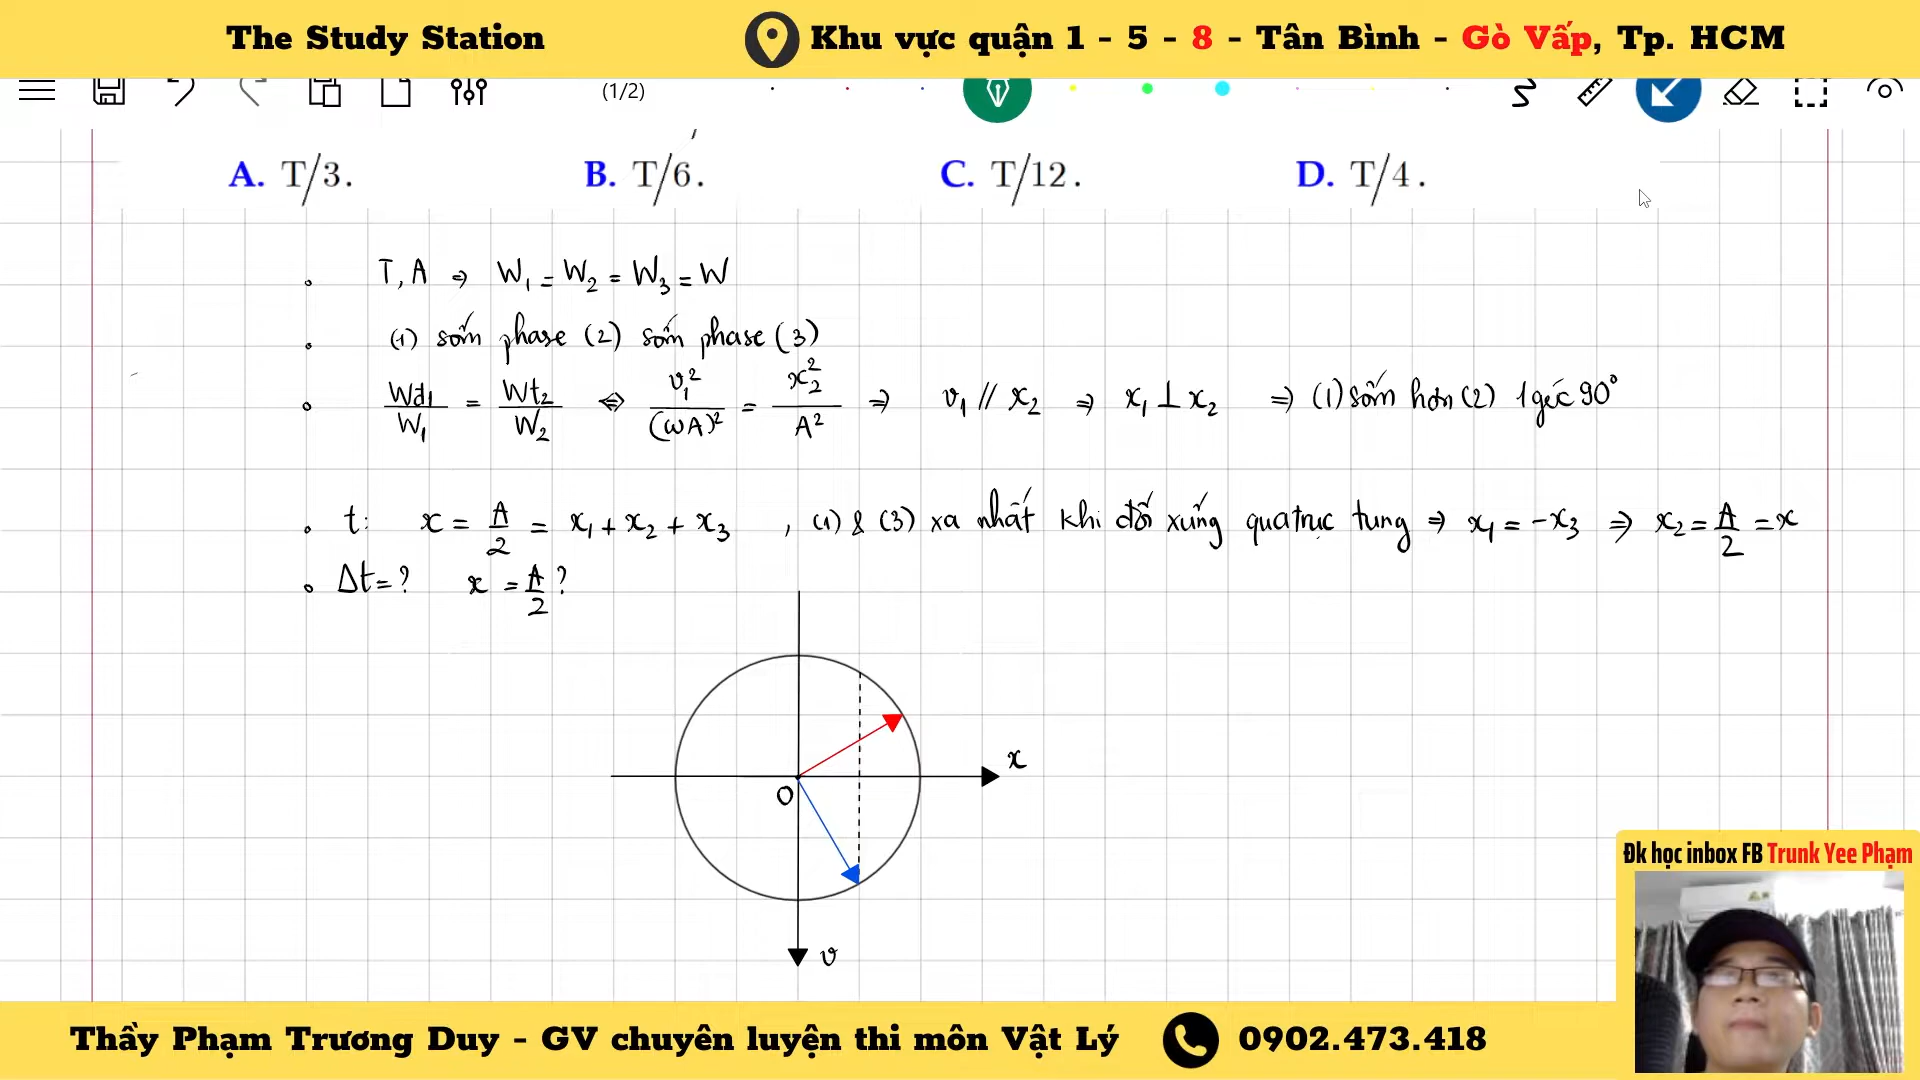 The Study Station
Khu vực quận 1 - 5 - 8 - Tân Bình - Gò Vấp, Tp. HCM
(1/2)
A. T/3. B. T/6. C. T/12. D. T/4.
T, A ⇒ W₁ = W₂ = W₃ = W
(1) sớm phase (2) sớm phase (3)
Wđ₁/W₁ = Wt₂/W₂ ⇔ v₁²/(ωA)² = x₂²/A² ⇒ v₁ // x₂ ⇒ x₁ ⊥ x₂ ⇒ (1) sớm hơn (2) 1 góc 90°
t: x = A/2 = x₁ + x₂ + x₃ , (1) & (3) xa nhất khi đối xứng qua trục tung ⇒ x₁ = -x₃ ⇒ x₂ = A/2 = x
Δt = ? x = A/2 ?
x
O
v
Đk học inbox FB Trunk Yee Phạm
Thầy Phạm Trương Duy - GV chuyên luyện thi môn Vật Lý
0902.473.418